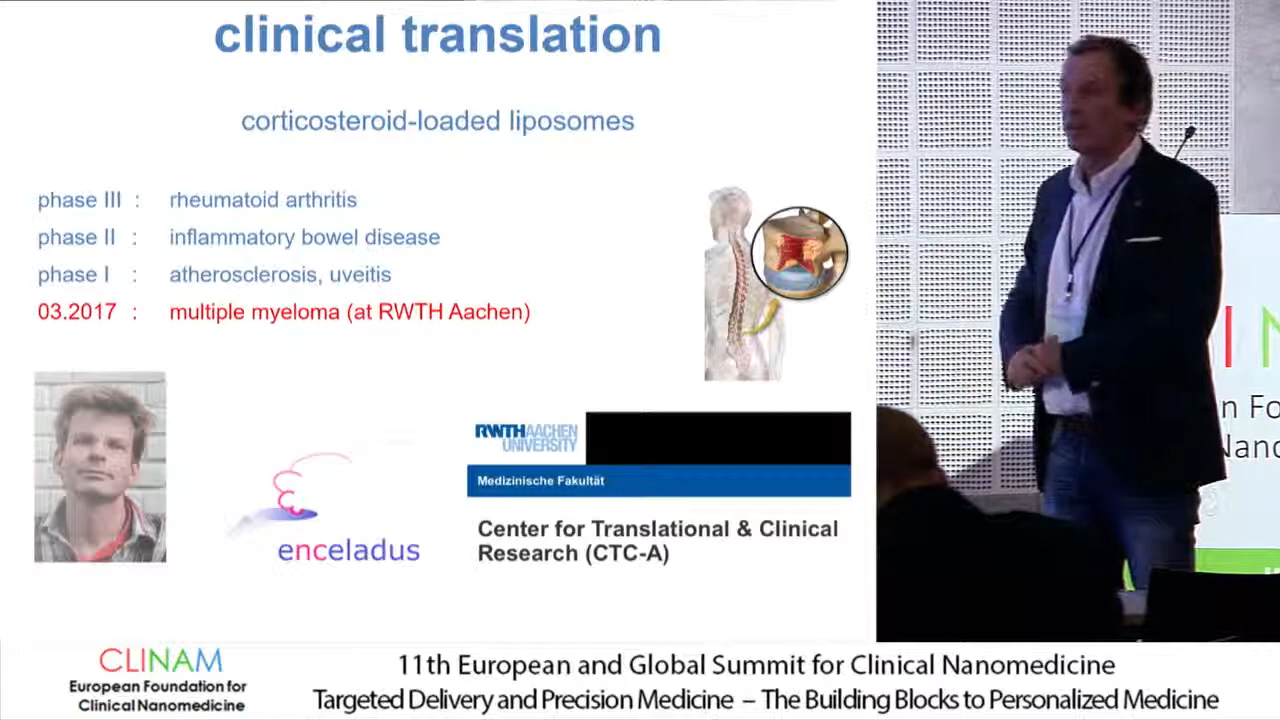 clinical translation
corticosteroid-loaded liposomes
phase III : rheumatoid arthritis
phase II : inflammatory bowel disease
phase I : atherosclerosis, uveitis
03.2017 : multiple myeloma (at RWTH Aachen)
enceladus
RWTHAACHEN
UNIVERSITY
Medizinische Fakultät
Center for Translational & Clinical
Research (CTC-A)
I N
n Fo
Nano
CLINAM
European Foundation for
Clinical Nanomedicine
11th European and Global Summit for Clinical Nanomedicine
Targeted Delivery and Precision Medicine – The Building Blocks to Personalized Medicine